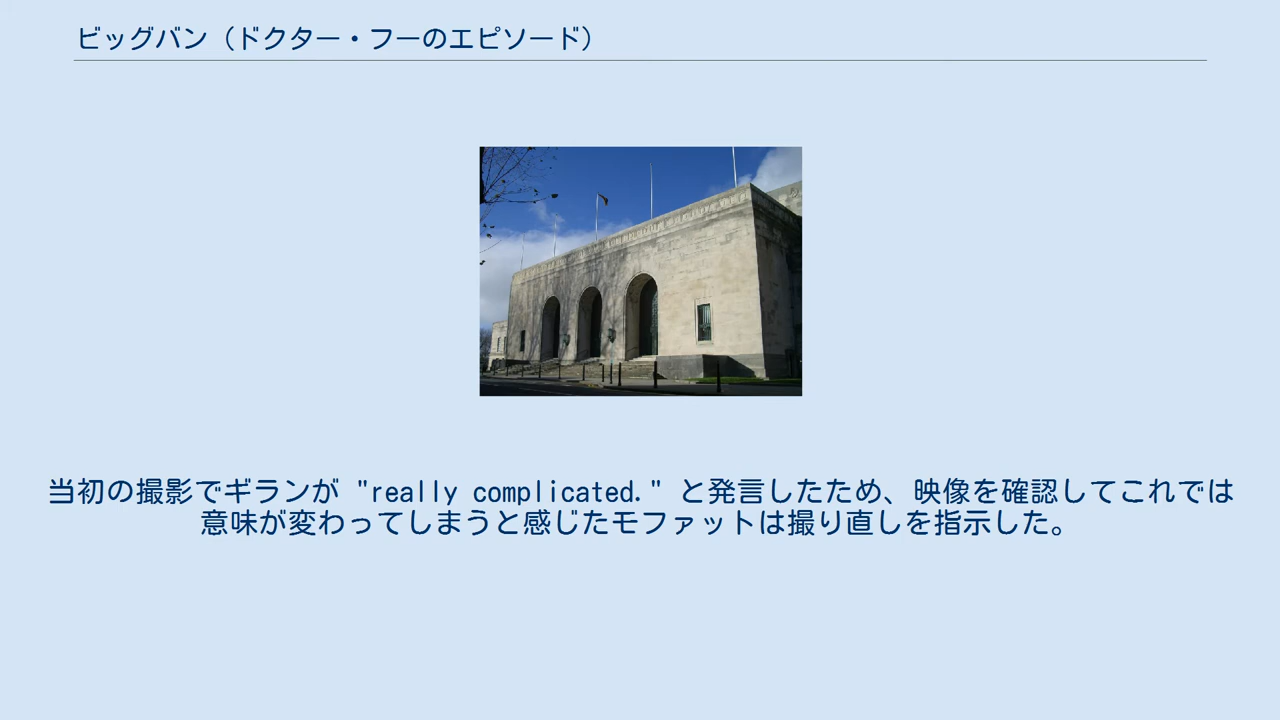 ビッグバン（ドクター・フーのエピソード）
当初の撮影でギランが "really complicated." と発言したため、映像を確認してこれでは
意味が変わってしまうと感じたモファットは撮り直しを指示した。